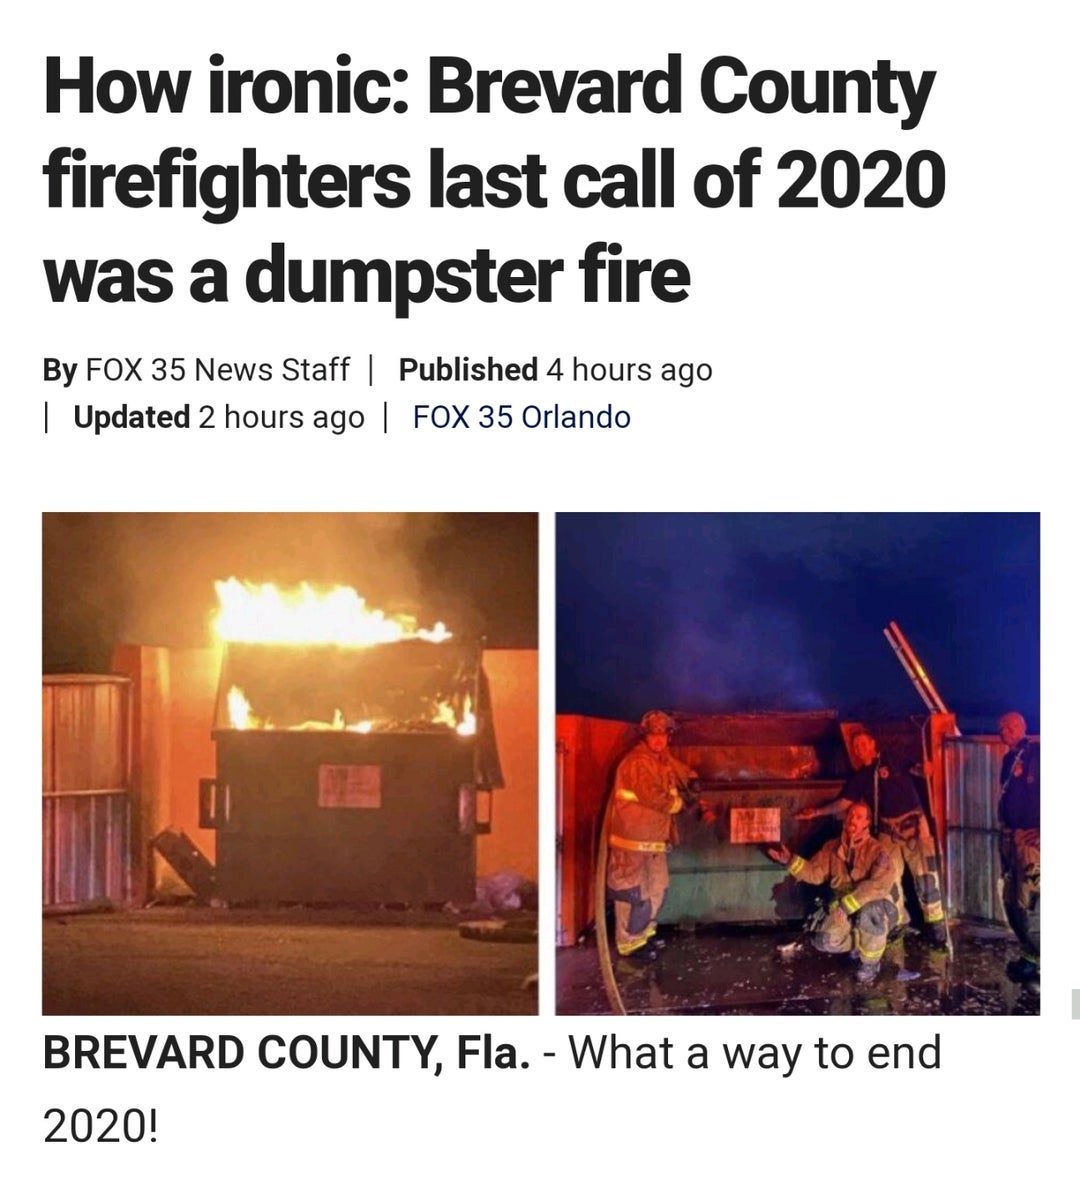 How ironic: Brevard County
firefighters last call of 2020
was a dumpster fire
By FOX 35 News Staff | Published 4 hours ago
| Updated 2 hours ago | FOX 35 Orlando
BREVARD COUNTY, Fla. - What a way to end
2020!